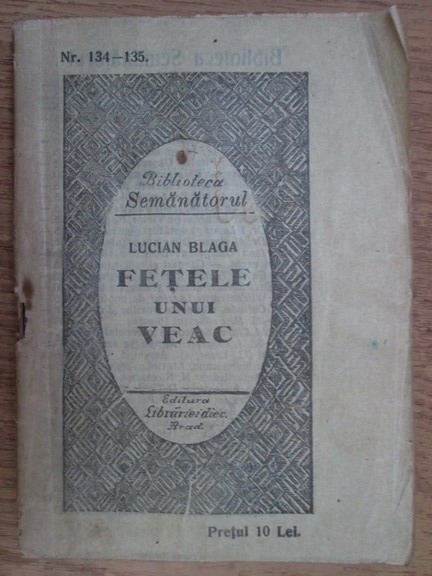 Nr. 134—135.
Biblioteca
Semănătorul
LUCIAN BLAGA
FEȚELE
UNUI
VEAC
Editura
Librăriei diec.
Arad.
Prețul 10 Lei.